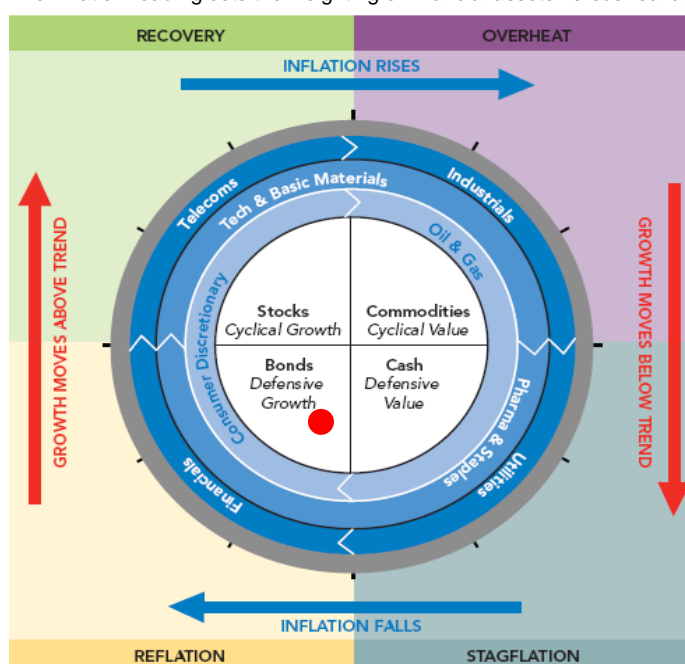 RECOVERY
OVERHEAT
INFLATION RISES
Telecoms
Tech & Basic Materials
Industrials
Oil & Gas
GROWTH MOVES ABOVE TREND
GROWTH MOVES BELOW TREND
Consumer Discretionary
Stocks
Cyclical Growth
Commodities
Cyclical Value
Bonds
Defensive
Growth
Cash
Defensive
Value
Financials
Pharma & Staples
Utilities
INFLATION FALLS
REFLATION
STAGFLATION